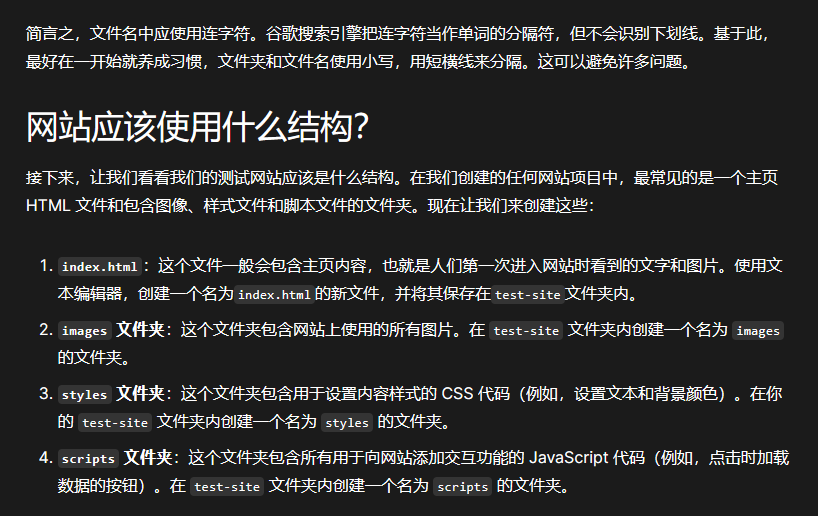 简言之，文件名中应使用连字符。谷歌搜索引擎把连字符当作单词的分隔符，但不会识别下划线。基于此，
最好在一开始就养成习惯，文件夹和文件名使用小写，用短横线来分隔。这可以避免许多问题。
网站应该使用什么结构？
接下来，让我们看看我们的测试网站应该是什么结构。在我们创建的任何网站项目中，最常见的是一个主页
HTML 文件和包含图像、样式文件和脚本文件的文件夹。现在让我们来创建这些：
1. index.html：这个文件一般会包含主页内容，也就是人们第一次进入网站时看到的文字和图片。使用文
本编辑器，创建一个名为index.html的新文件，并将其保存在test-site文件夹内。
2. images 文件夹：这个文件夹包含网站上使用的所有图片。在 test-site 文件夹内创建一个名为 images
的文件夹。
3. styles 文件夹：这个文件夹包含用于设置内容样式的 CSS 代码（例如，设置文本和背景颜色）。在你
的 test-site 文件夹内创建一个名为 styles 的文件夹。
4. scripts 文件夹：这个文件夹包含所有用于向网站添加交互功能的 JavaScript 代码（例如，点击时加载
数据的按钮）。在 test-site 文件夹内创建一个名为 scripts 的文件夹。